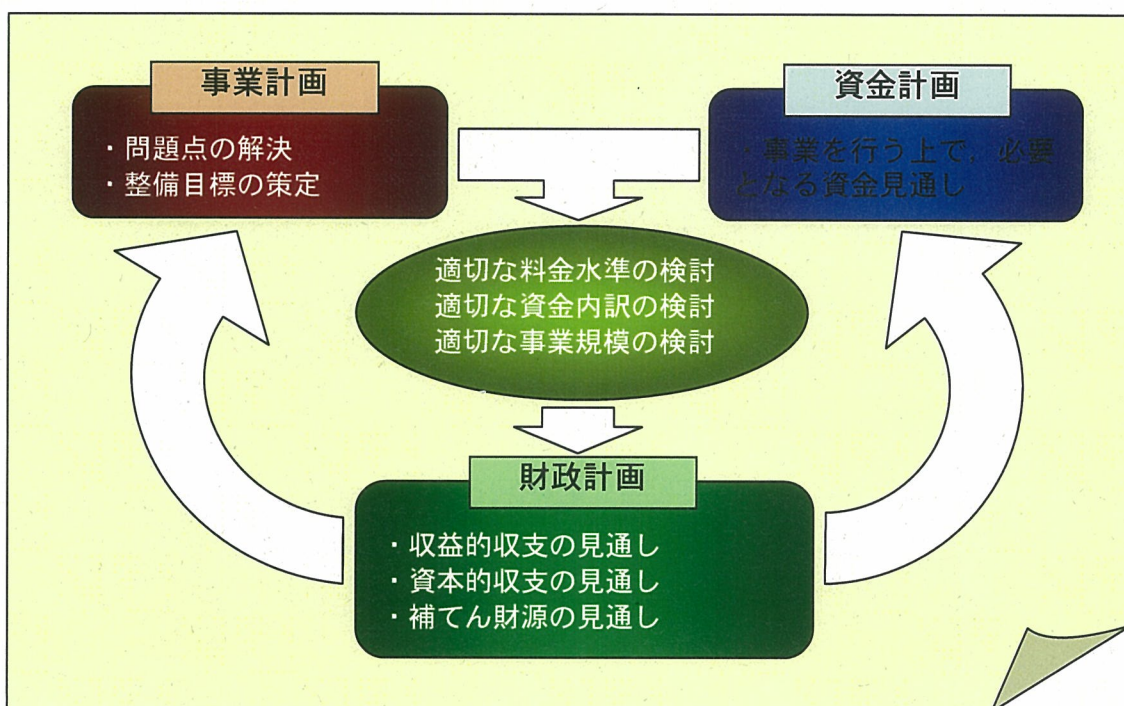 事業計画
・問題点の解決
・整備目標の策定
資金計画
・事業を行う上で，必要
となる資金見通し
適切な料金水準の検討
適切な資金内訳の検討
適切な事業規模の検討
財政計画
・収益的収支の見通し
・資本的収支の見通し
・補てん財源の見通し